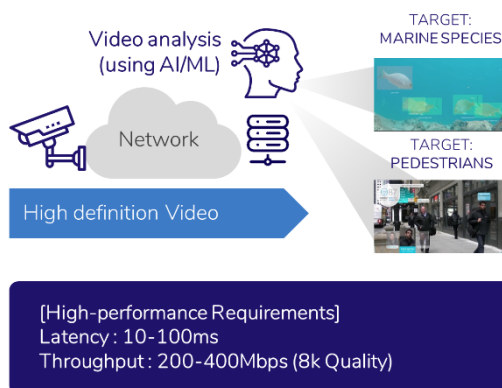 TARGET:
MARINE SPECIES
Video analysis
(using AI/ML)
Network
TARGET:
PEDESTRIANS
High definition Video
[High-performance Requirements]
Latency : 10-100ms
Throughput : 200-400Mbps (8k Quality)